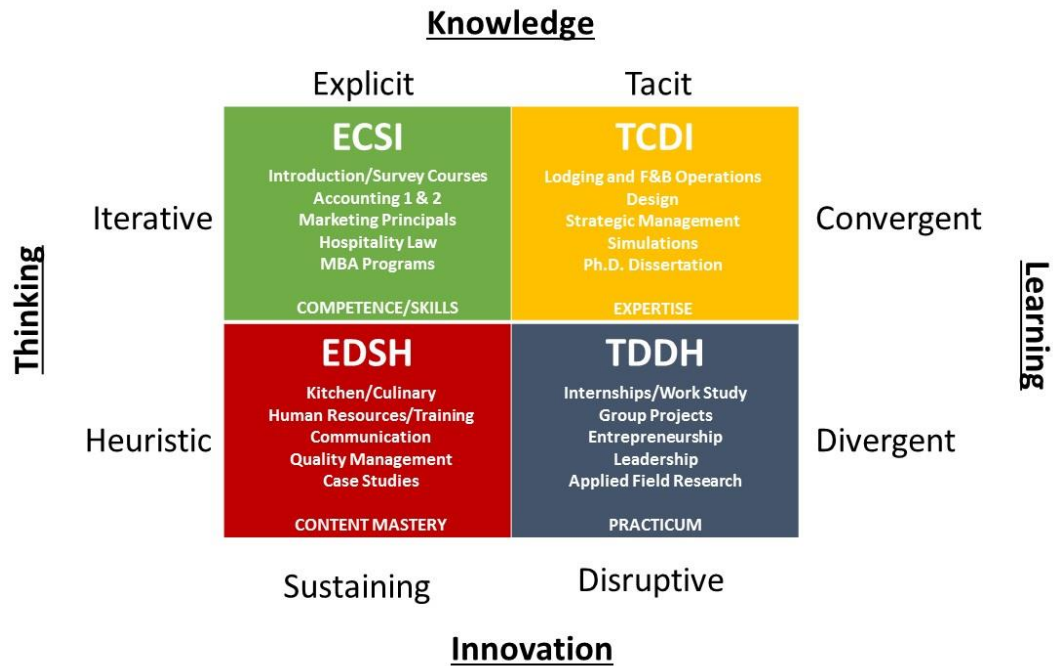 Knowledge
Explicit
Tacit
Thinking
Iterative
ECSI
Introduction/Survey Courses
Accounting 1 & 2
Marketing Principals
Hospitality Law
MBA Programs
COMPETENCE/SKILLS
TCDI
Lodging and F&B Operations
Design
Strategic Management
Simulations
Ph.D. Dissertation
EXPERTISE
Convergent
Learning
Heuristic
EDSH
Kitchen/Culinary
Human Resources/Training
Communication
Quality Management
Case Studies
CONTENT MASTERY
TDDH
Internships/Work Study
Group Projects
Entrepreneurship
Leadership
Applied Field Research
PRACTICUM
Divergent
Sustaining
Disruptive
Innovation